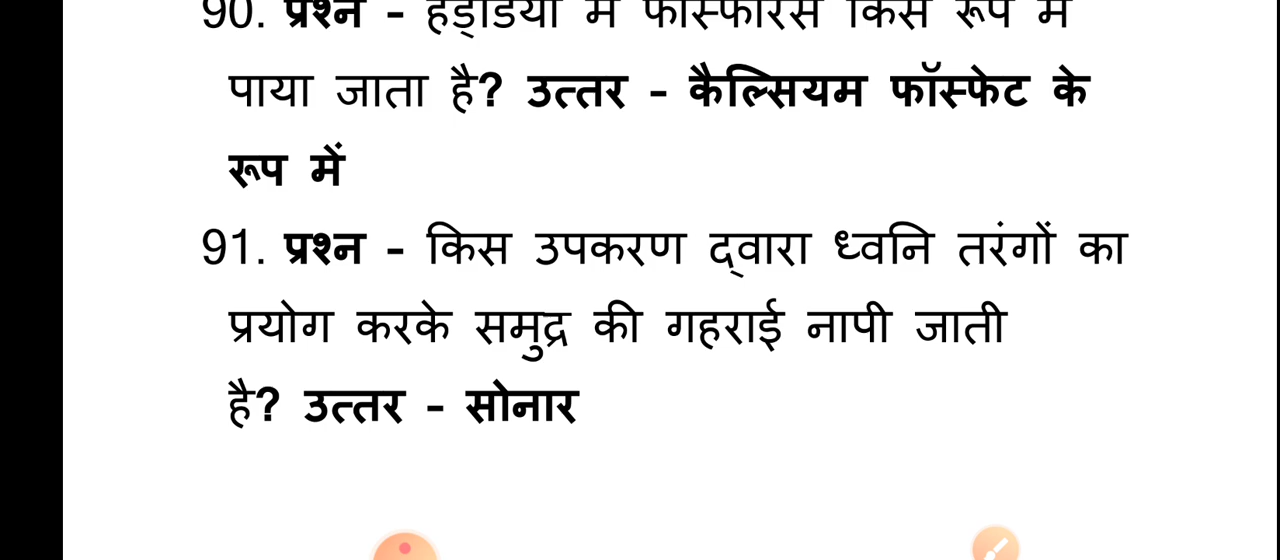 90. प्रश्न - हड्डियों में फॉस्फोरस किस रूप में
पाया जाता है? उत्तर - कैल्सियम फॉस्फेट के
रूप में
91. प्रश्न - किस उपकरण द्वारा ध्वनि तरंगों का
प्रयोग करके समुद्र की गहराई नापी जाती
है? उत्तर - सोनार